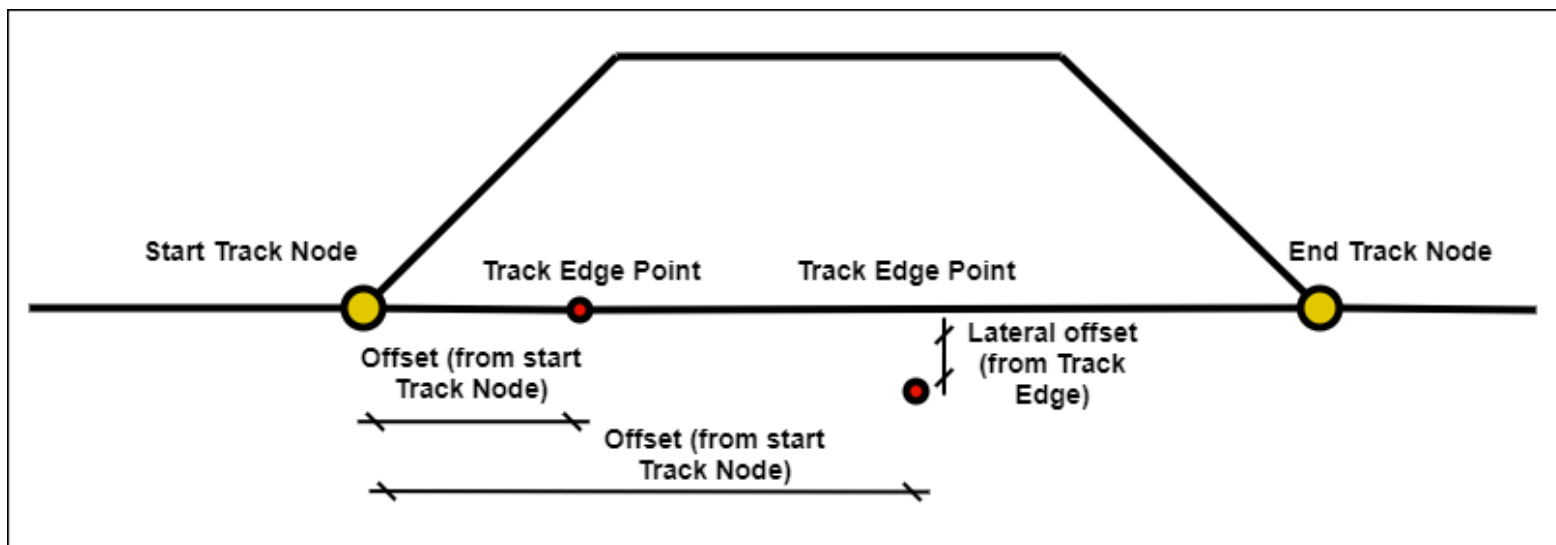 Start Track Node
Track Edge Point
Track Edge Point
End Track Node
Offset (from start
Track Node)
Lateral offset
(from Track
Edge)
Offset (from start
Track Node)